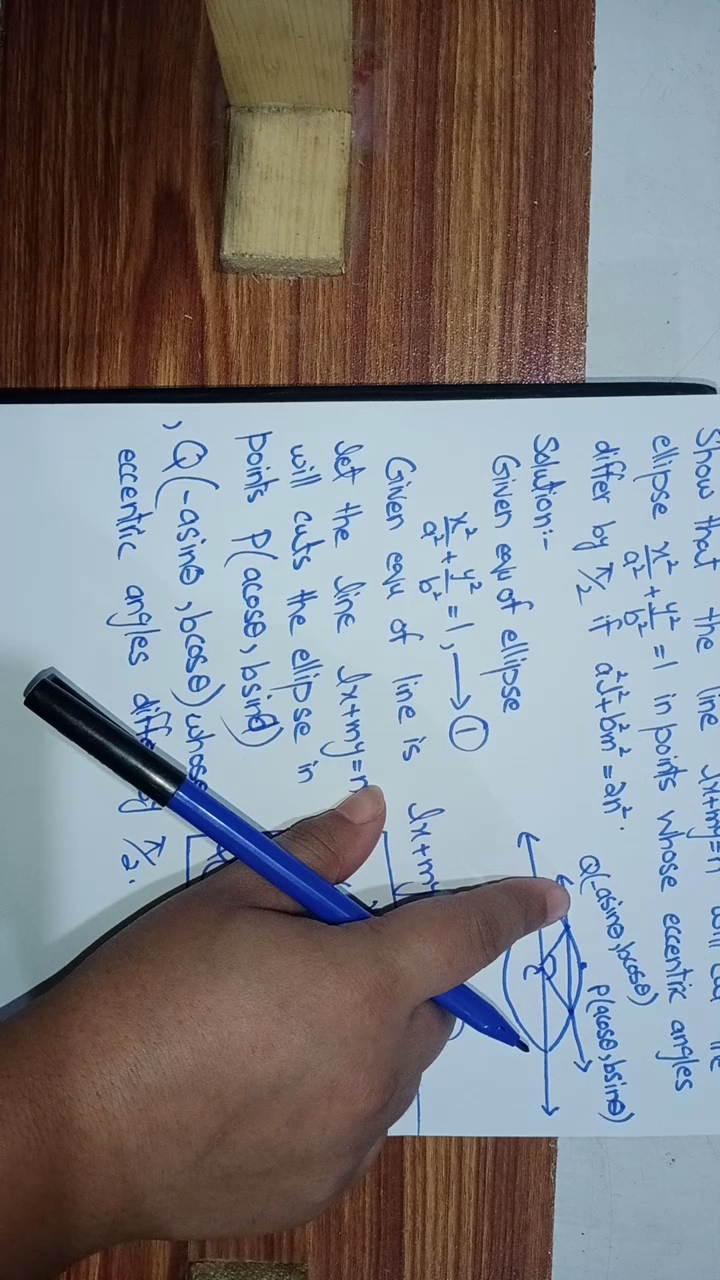 Show that the line lx+my=n will cut the
ellipse x²/a² + y²/b² = 1 in points whose eccentric angles
differ by π/2 if a²l²+b²m²=2n².
Solution:-
Given equ of ellipse
x²/a² + y²/b² = 1, → ①
Given equ of line is lx+my
let the line lx+my=n
will cuts the ellipse in
points P(acosθ, bsinθ)
, Q(-asinθ, bcosθ) whose
eccentric angles differ by π/2.
Q(-asinθ, bcosθ)
P(acosθ, bsinθ)
C